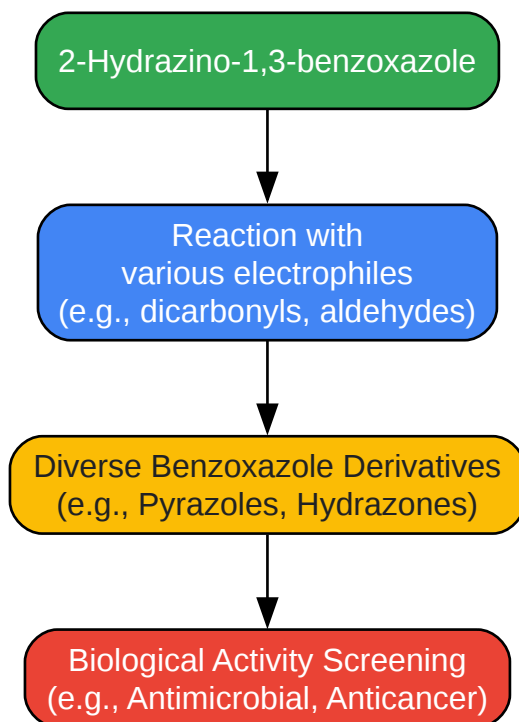 2-Hydrazino-1,3-benzoxazole
Reaction with
various electrophiles
(e.g., dicarbonyls, aldehydes)
Diverse Benzoxazole Derivatives
(e.g., Pyrazoles, Hydrazones)
Biological Activity Screening
(e.g., Antimicrobial, Anticancer)